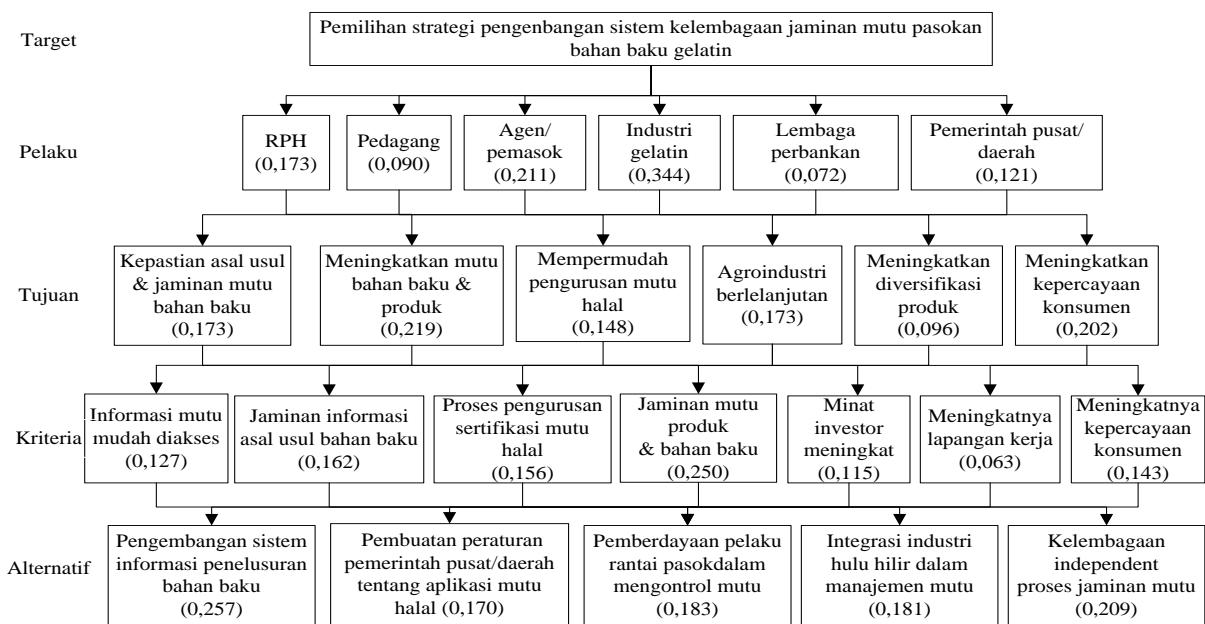 Target
Pemilihan strategi pengenbangan sistem kelembagaan jaminan mutu pasokan
bahan baku gelatin
Pelaku
RPH
(0,173)
Pedagang
(0,090)
Agen/
pemasok
(0,211)
Industri
gelatin
(0,344)
Lembaga
perbankan
(0,072)
Pemerintah pusat/
daerah
(0,121)
Tujuan
Kepastian asal usul
& jaminan mutu
bahan baku
(0,173)
Meningkatkan mutu
bahan baku &
produk
(0,219)
Mempermudah
pengurusan mutu
halal
(0,148)
Agroindustri
berlelanjutan
(0,173)
Meningkatkan
diversifikasi
produk
(0,096)
Meningkatkan
kepercayaan
konsumen
(0,202)
Kriteria
Informasi mutu
mudah diakses
(0,127)
Jaminan informasi
asal usul bahan baku
(0,162)
Proses pengurusan
sertifikasi mutu
halal
(0,156)
Jaminan mutu
produk
& bahan baku
(0,250)
Minat
investor
meningkat
(0,115)
Meningkatnya
lapangan kerja
(0,063)
Meningkatnya
kepercayaan
konsumen
(0,143)
Alternatif
Pengembangan sistem
informasi penelusuran
bahan baku
(0,257)
Pembuatan peraturan
pemerintah pusat/daerah
tentang aplikasi mutu
halal (0,170)
Pemberdayaan pelaku
rantai pasokdalam
mengontrol mutu
(0,183)
Integrasi industri
hulu hilir dalam
manajemen mutu
(0,181)
Kelembagaan
independent
proses jaminan mutu
(0,209)